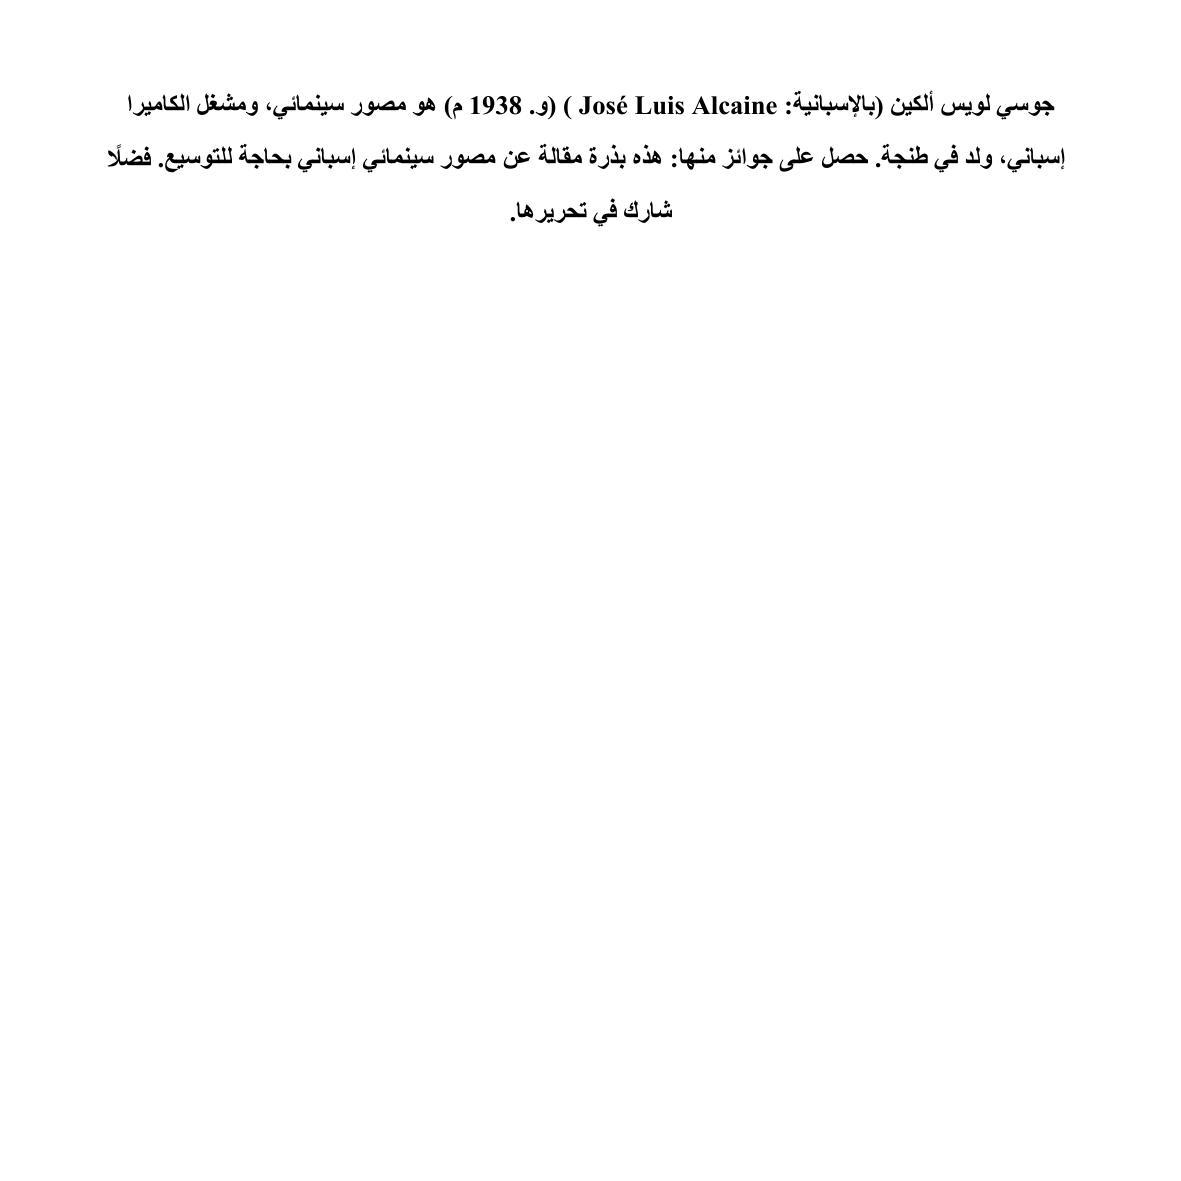 جوسي لويس ألكين (بالإسبانية: José Luis Alcaine ) (و. 1938 م) هو مصور سينمائي، ومشغل الكاميرا
إسباني، ولد في طنجة. حصل على جوائز منها: هذه بذرة مقالة عن مصور سينمائي إسباني بحاجة للتوسيع. فضلًا
شارك في تحريرها.